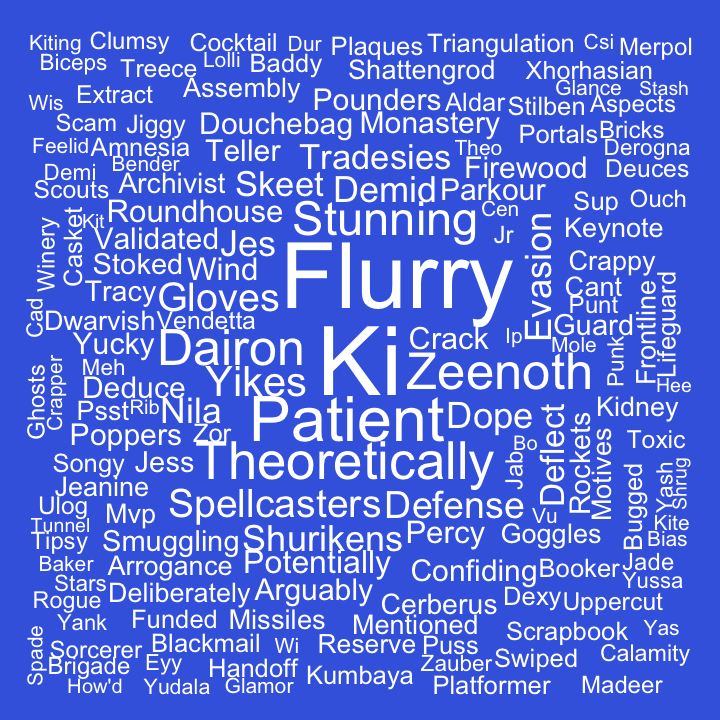 Kiting
Clumsy
Cocktail
Dur
Plaques
Triangulation
Csi
Merpol
Biceps
Treece
Lolli
Baddy
Shattengrod
Xhorhasian
Wis
Extract
Assembly
Pounders
Aldar
Stilben
Glance
Stash
Aspects
Scam
Jiggy
Douchebag
Monastery
Portals
Bricks
Feelid
Amnesia
Teller
Tradesies
Theo
Firewood
Derogna
Deuces
Demi
Bender
Scouts
Archivist
Skeet
Demid
Parkour
Sup
Ouch
Kit
Roundhouse
Stunning
Cen
Jr
Keynote
Winery
Casket
Validated
Jes
Flurry
Evasion
Crappy
Stoked
Wind
Cant
Punt
Tracy
Gloves
Guard
Frontline
Lifeguard
Cad
Dwarvish
Vendetta
Ki
Crack
Ip
Mole
Punk
Yucky
Dairon
Zeenoth
Hee
Meh
Deduce
Yikes
Ghosts
Crapper
Psst
Rib
Nila
Patient
Dope
Deflect
Rockets
Kidney
Poppers
Zor
Theoretically
Bo
Jabo
Motives
Toxic
Songy
Jess
Jeanine
Bugged
Yash
Shrug
Ulog
Mvp
Spellcasters
Defense
Vu
Kite
Tunnel
Tipsy
Smuggling
Shurikens
Percy
Goggles
Bias
Baker
Arrogance
Potentially
Confiding
Booker
Jade
Yussa
Stars
Rogue
Deliberately
Arguably
Cerberus
Dexy
Uppercut
Yank
Funded
Missiles
Mentioned
Scrapbook
Yas
Spade
Sorcerer
Blackmail
Wi
Reserve
Puss
Swiped
Calamity
Brigade
Eyy
Handoff
Kumbaya
Zauber
How'd
Yudala
Glamor
Platformer
Madeer